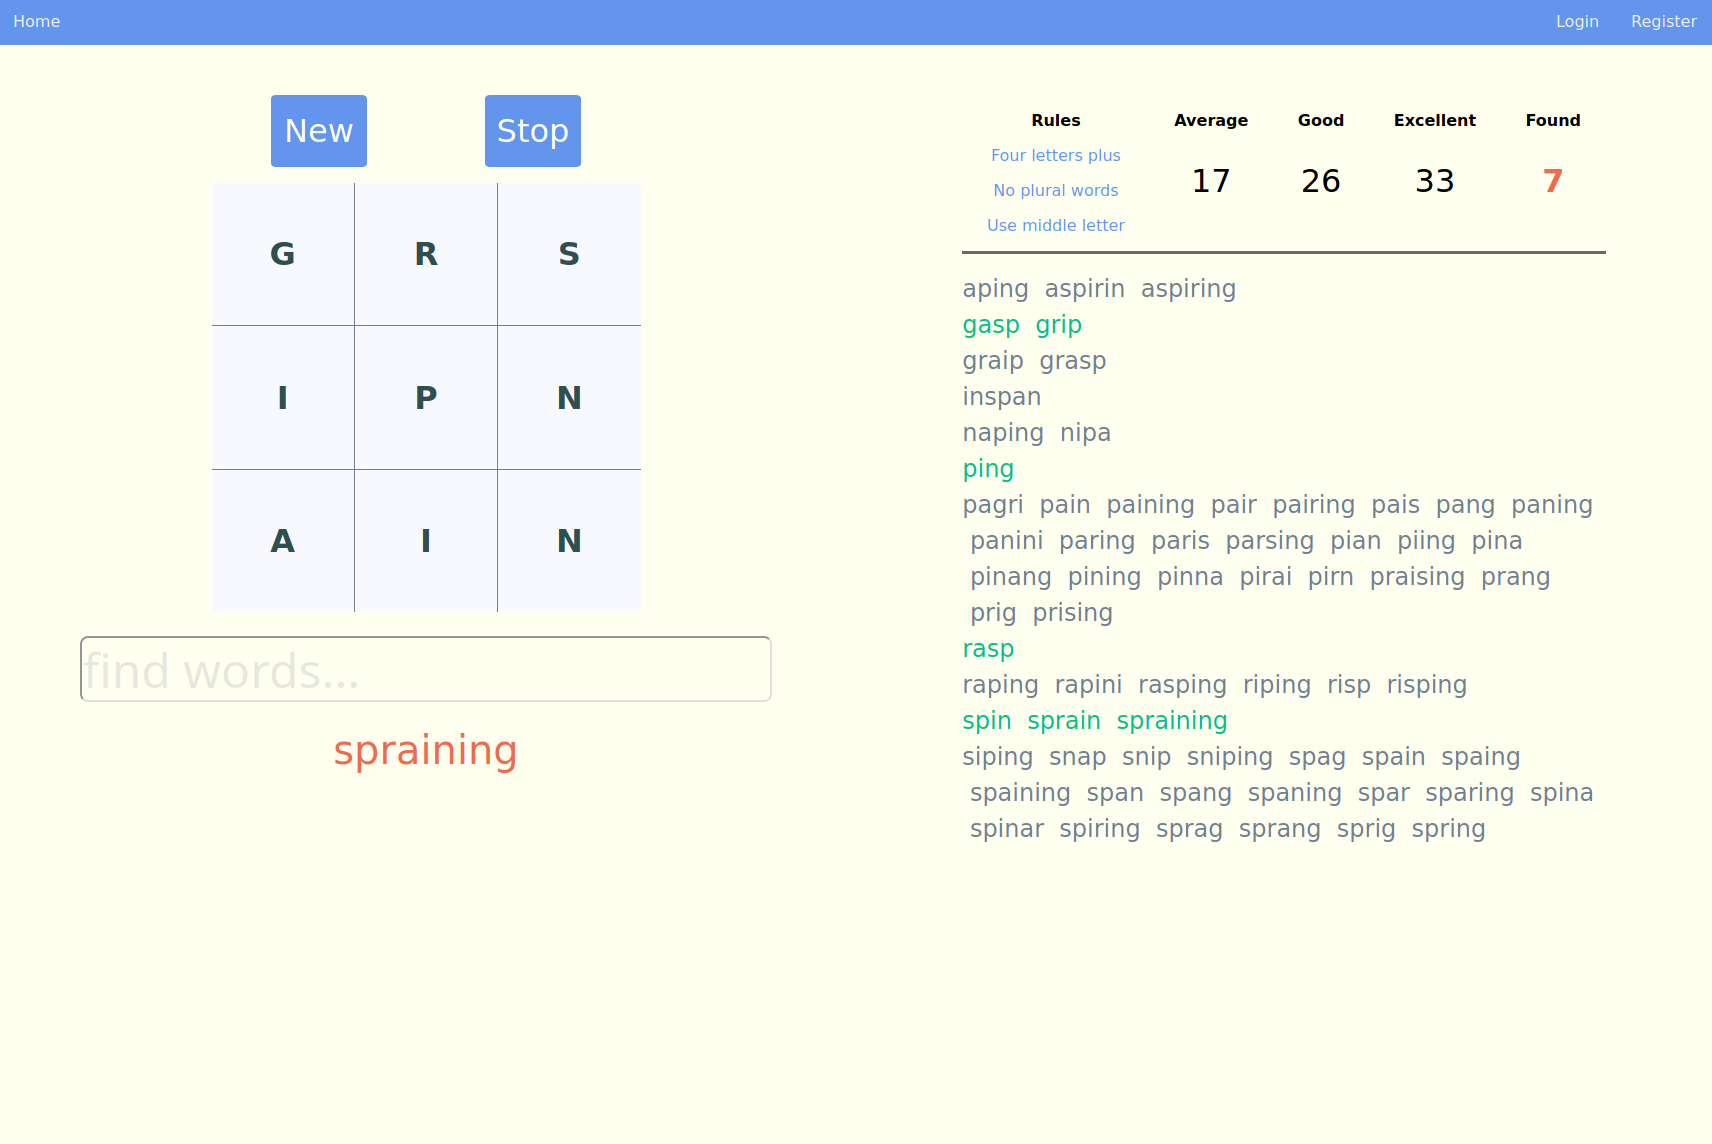 Home Login Register
New Stop
G R S
I P N
A I N
find words...
spraining
Rules Average Good Excellent Found
Four letters plus
No plural words
Use middle letter
17 26 33 7
aping aspirin aspiring
gasp grip
graip grasp
inspan
naping nipa
ping
pagri pain paining pair pairing pais pang paning
panini paring paris parsing pian piing pina
pinang pining pinna pirai pirn praising prang
prig prising
rasp
raping rapini rasping riping risp risping
spin sprain spraining
siping snap snip sniping spag spain spaing
spaining span spang spaning spar sparing spina
spinar spiring sprag sprang sprig spring